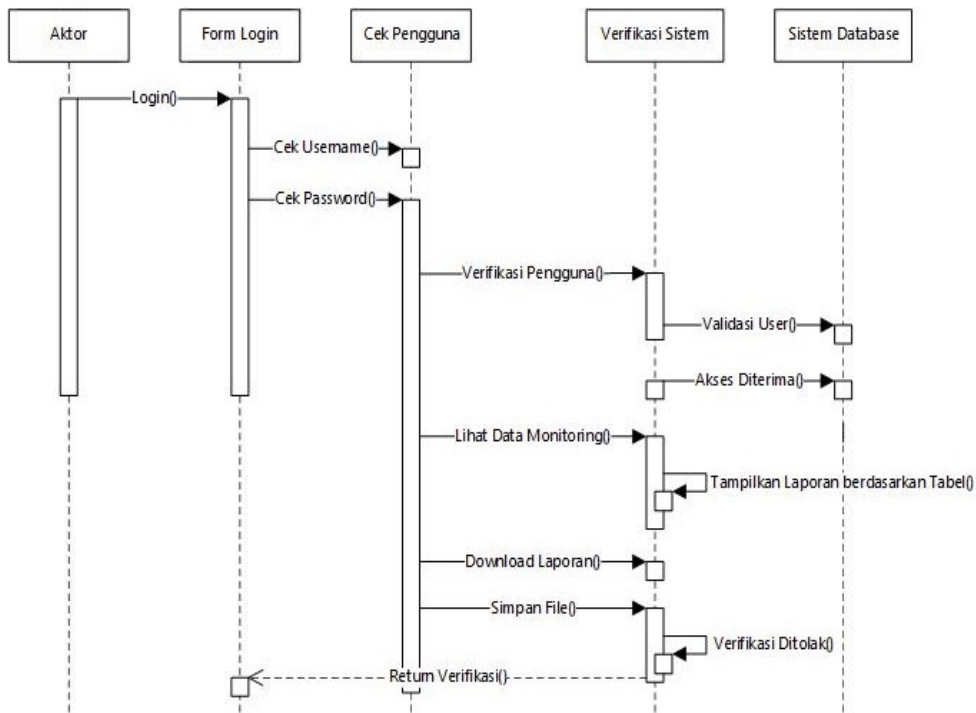 Aktor
Form Login
Cek Pengguna
Verifikasi Sistem
Sistem Database
Login()
Cek Username()
Cek Password()
Verifikasi Pengguna()
Validasi User()
Akses Diterima()
Lihat Data Monitoring()
Tampilkan Laporan berdasarkan Tabel()
Download Laporan()
Simpan File()
Verifikasi Ditolak()
Return Verifikasi()